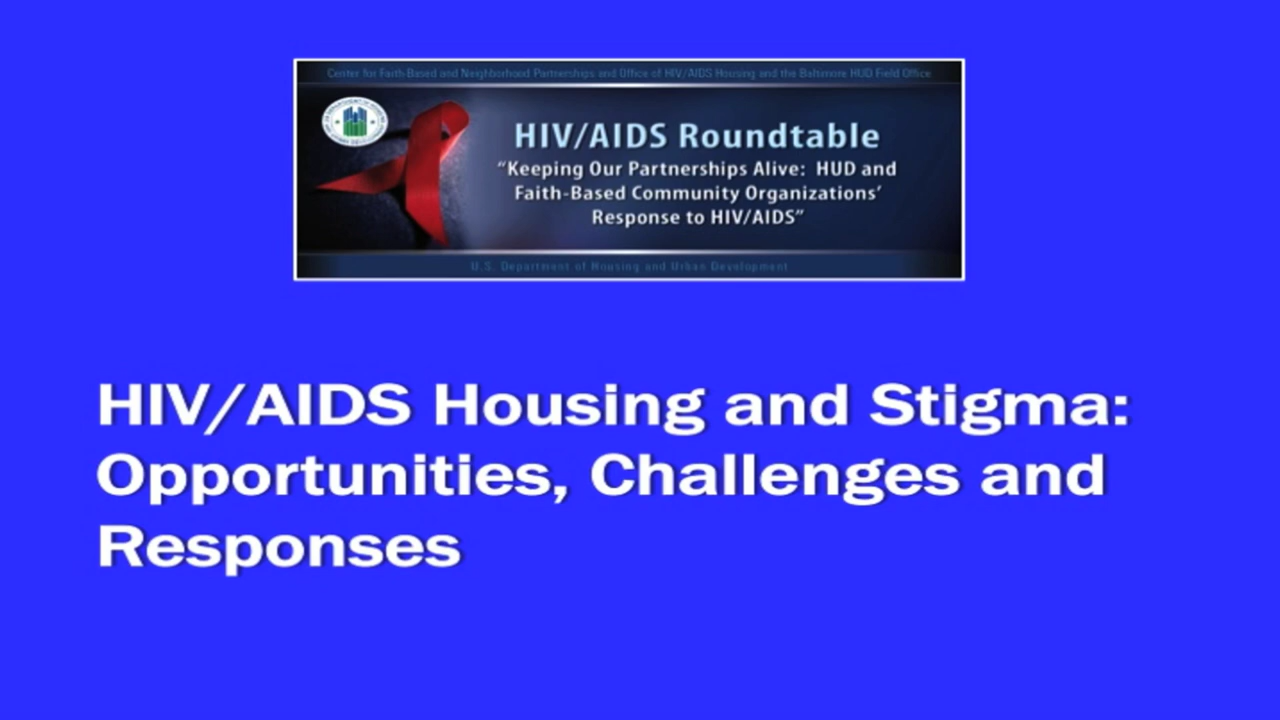 Center for Faith-Based and Neighborhood Partnerships and Office of HIV/AIDS Housing and the Baltimore HUD Field Office
HIV/AIDS Roundtable
“Keeping Our Partnerships Alive: HUD and
Faith-Based Community Organizations’
Response to HIV/AIDS”
U.S. Department of Housing and Urban Development
HIV/AIDS Housing and Stigma:
Opportunities, Challenges and
Responses